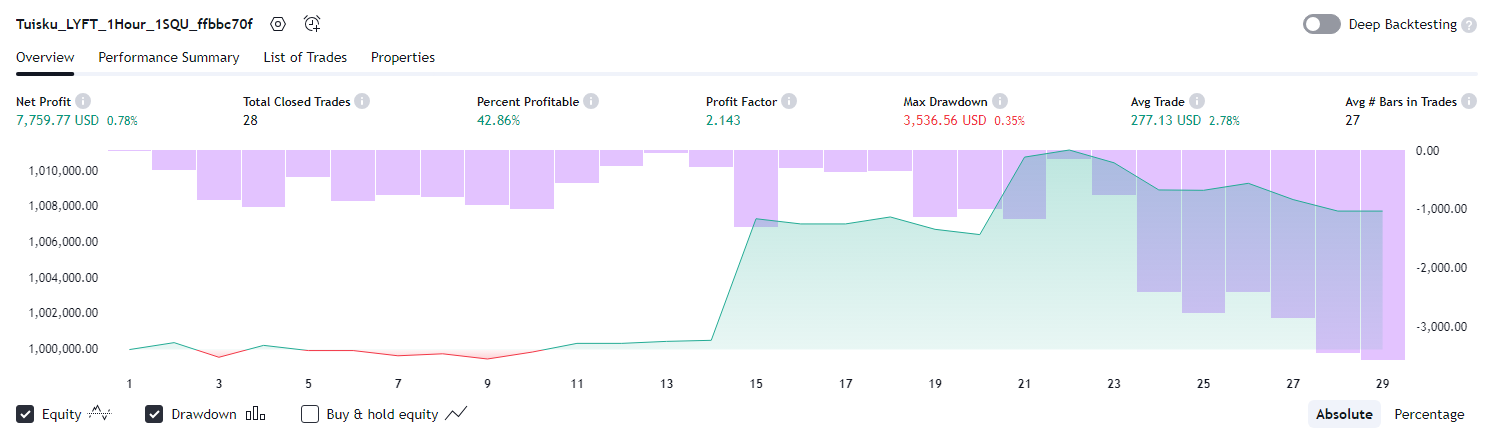 Tuisku_LYFT_1Hour_1SQU_ffbbc70f
Deep Backtesting
Overview Performance Summary List of Trades Properties
Net Profit Total Closed Trades Percent Profitable Profit Factor Max Drawdown Avg Trade Avg # Bars in Trades
7,759.77 USD 0.78% 28 42.86% 2.143 3,536.56 USD 0.35% 277.13 USD 2.78% 27
0.00
1,010,000.00
1,008,000.00 -1,000.00
1,006,000.00
-2,000.00
1,004,000.00
1,002,000.00
-3,000.00
1,000,000.00
1 3 5 7 9 11 13 15 17 19 21 23 25 27 29
Equity Drawdown Buy & hold equity Absolute Percentage